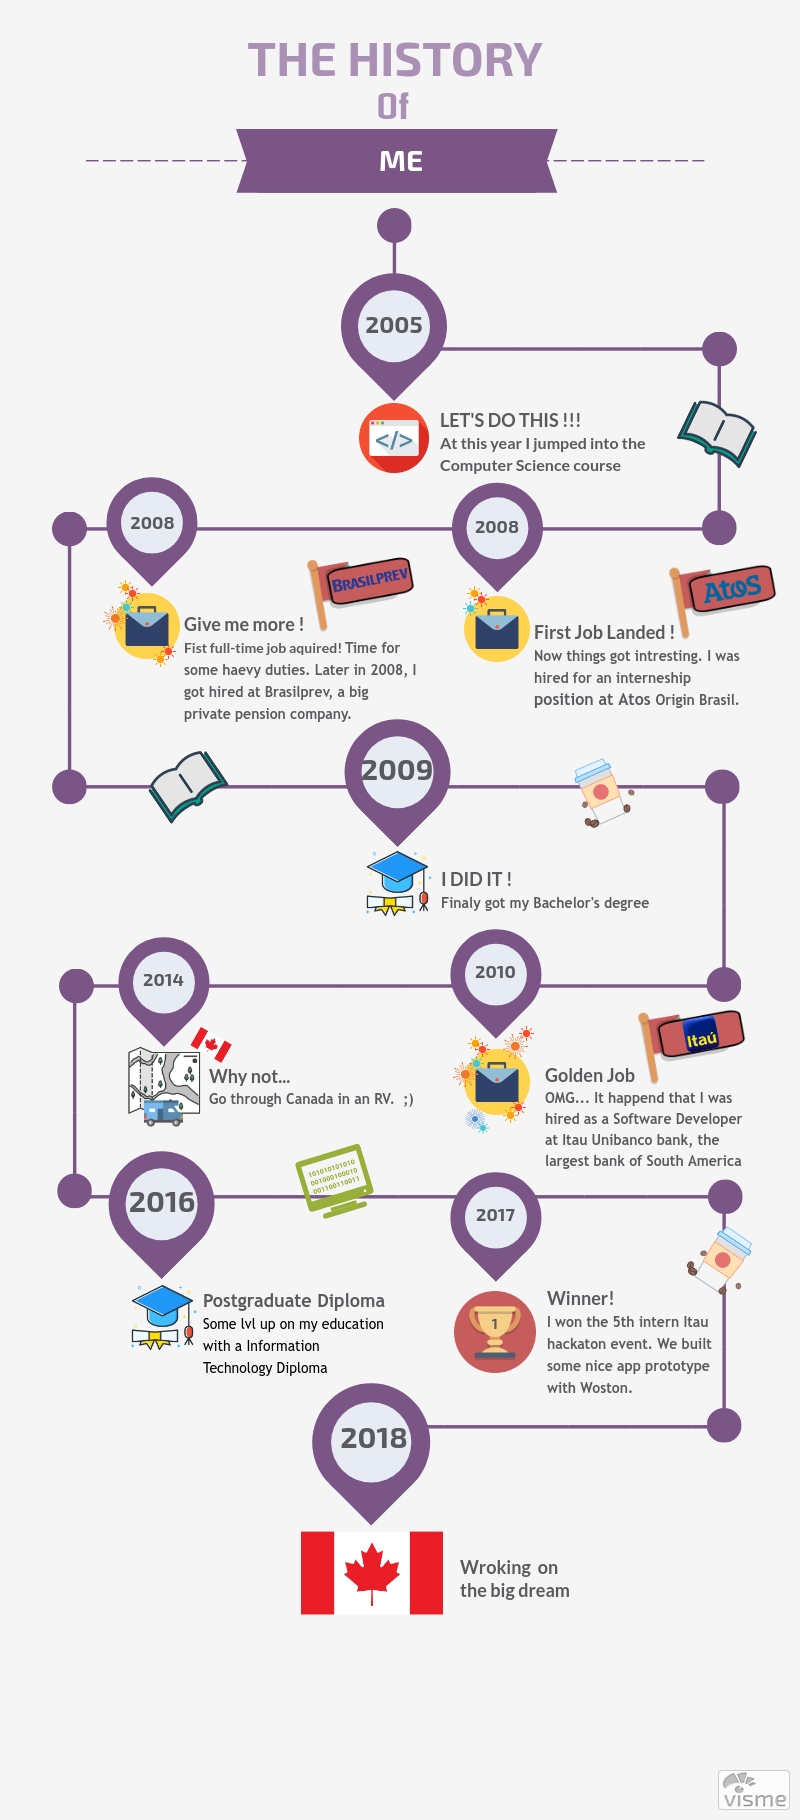 THE HISTORY
Of
ME
2005
</>
LET'S DO THIS !!!
At this year I jumped into the
Computer Science course
2008
Atos
First Job Landed !
Now things got intresting. I was
hired for an interneship
position at Atos Origin Brasil.
2008
BRASILPREV
Give me more !
Fist full-time job aquired! Time for
some haevy duties. Later in 2008, I
got hired at Brasilprev, a big
private pension company.
2009
I DID IT !
Finaly got my Bachelor's degree
2010
Itaú
Golden Job
OMG... It happend that I was
hired as a Software Developer
at Itau Unibanco bank, the
largest bank of South America
2014
Why not...
Go through Canada in an RV. ;)
2016
101010101010
001000100010
001100110011
Postgraduate Diploma
Some lvl up on my education
with a Information
Technology Diploma
2017
1
Winner!
I won the 5th intern Itau
hackaton event. We built
some nice app prototype
with Woston.
2018
Wroking on
the big dream
visme